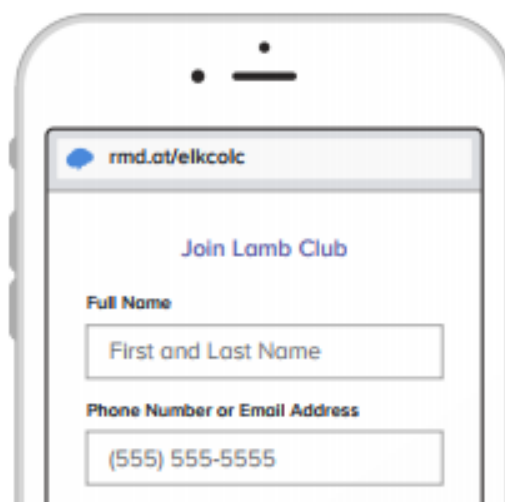 rmd.at/elkcolc
Join Lamb Club
Full Name
First and Last Name
Phone Number or Email Address
(555) 555-5555